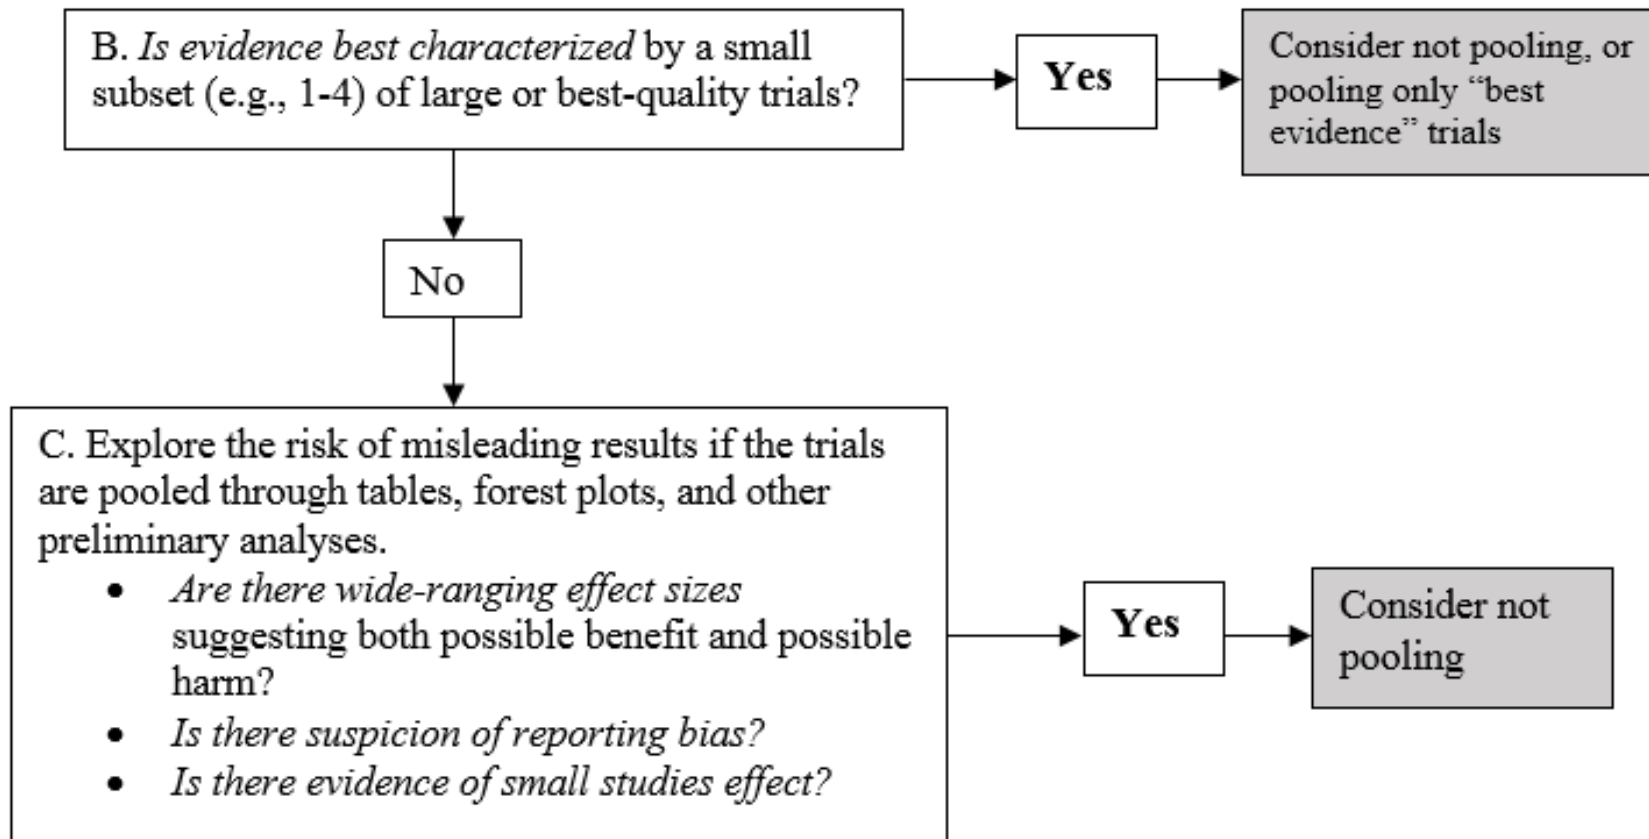 B. Is evidence best characterized by a small
subset (e.g., 1-4) of large or best-quality trials?
Yes
Consider not pooling, or
pooling only “best
evidence” trials
No
C. Explore the risk of misleading results if the trials
are pooled through tables, forest plots, and other
preliminary analyses.
• Are there wide-ranging effect sizes
suggesting both possible benefit and possible
harm?
• Is there suspicion of reporting bias?
• Is there evidence of small studies effect?
Yes
Consider not
pooling